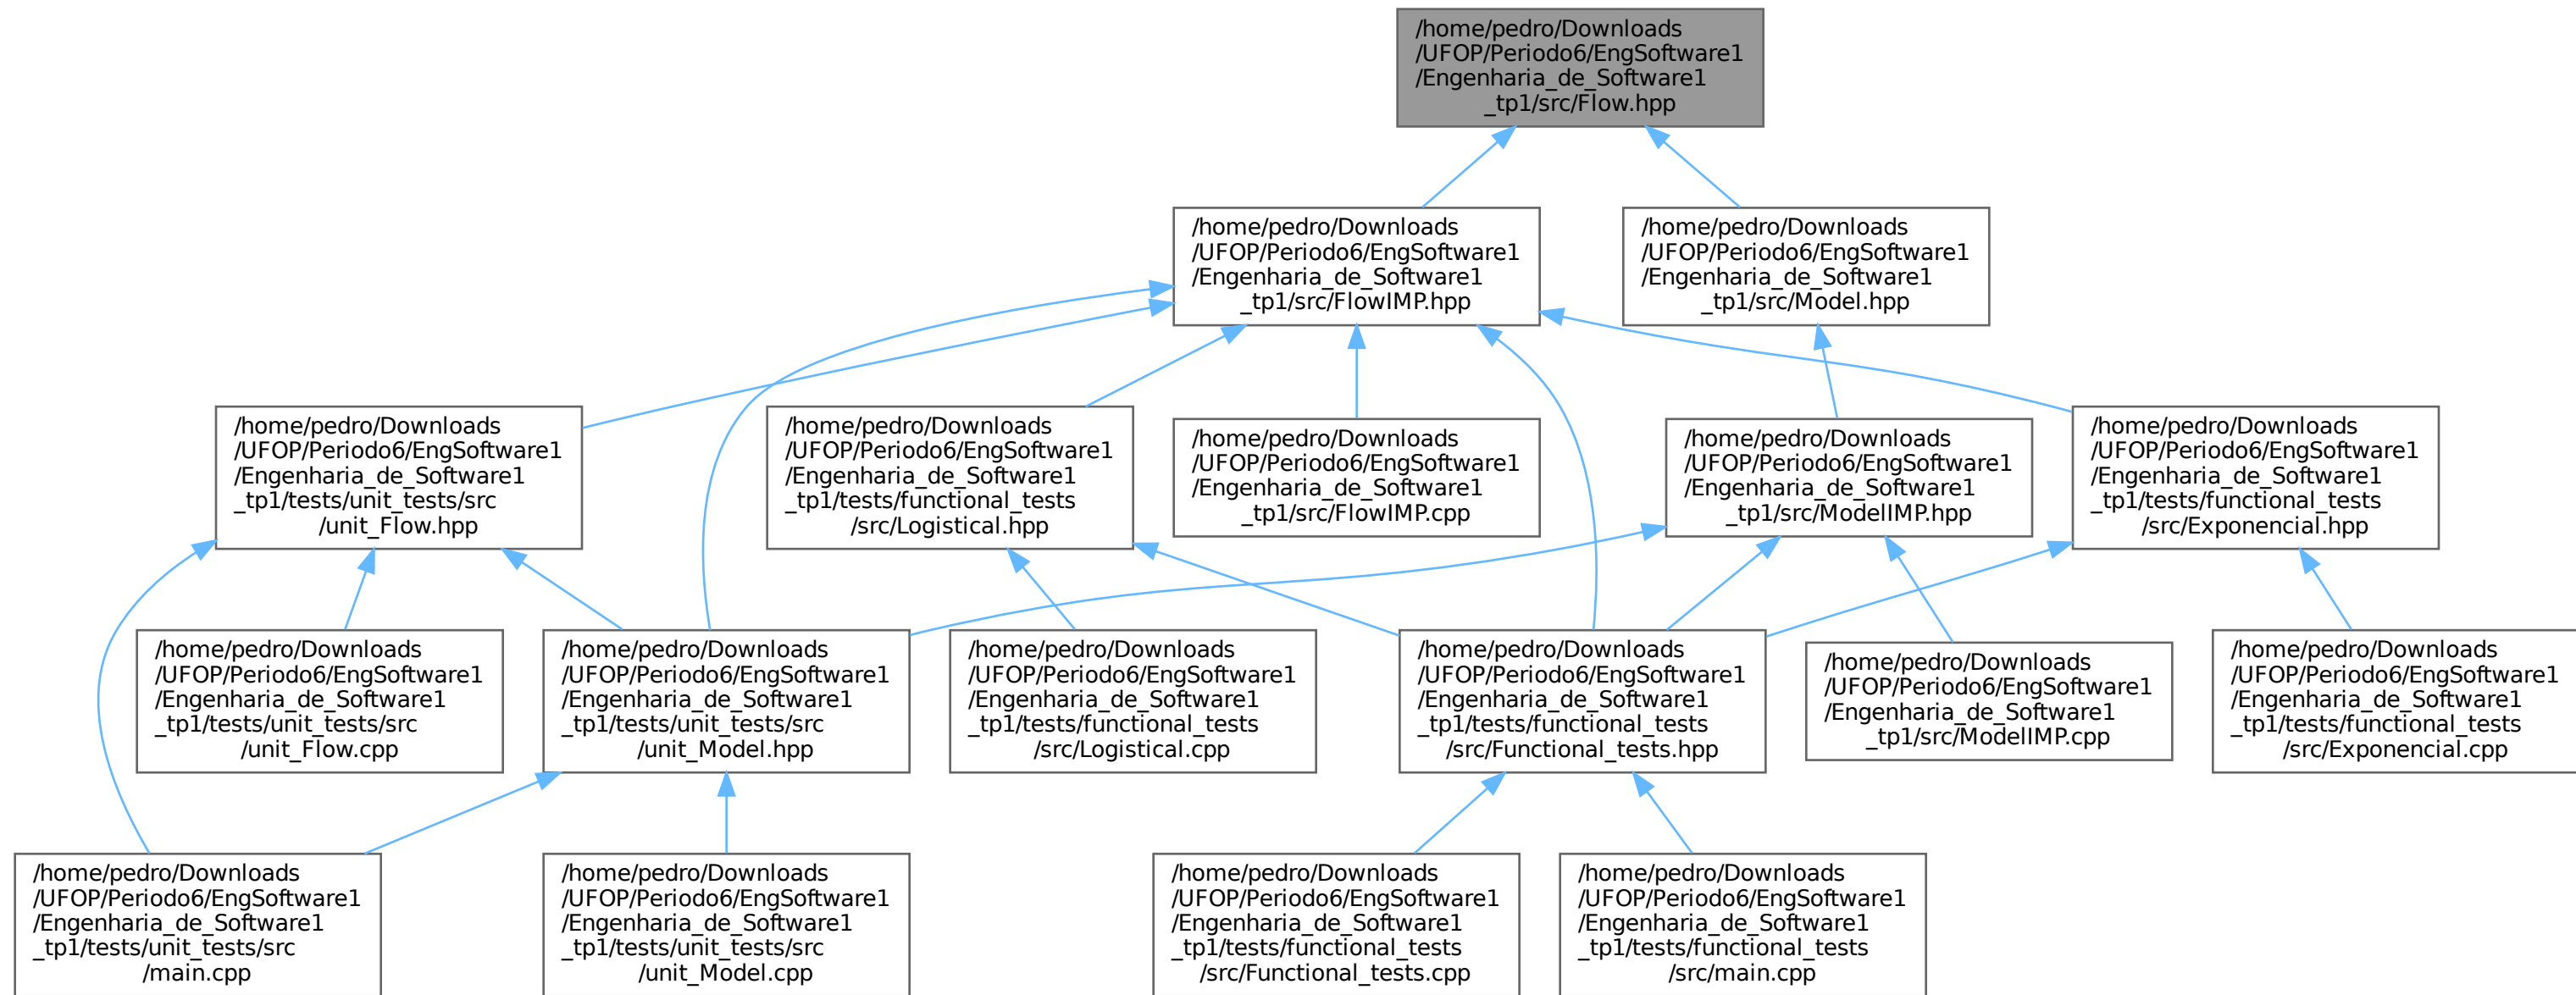 /home/pedro/Downloads
/UFOP/Periodo6/EngSoftware1
/Engenharia_de_Software1
_tp1/src/Flow.hpp
/home/pedro/Downloads
/UFOP/Periodo6/EngSoftware1
/Engenharia_de_Software1
_tp1/src/FlowIMP.hpp
/home/pedro/Downloads
/UFOP/Periodo6/EngSoftware1
/Engenharia_de_Software1
_tp1/src/Model.hpp
/home/pedro/Downloads
/UFOP/Periodo6/EngSoftware1
/Engenharia_de_Software1
_tp1/tests/unit_tests/src
/unit_Flow.hpp
/home/pedro/Downloads
/UFOP/Periodo6/EngSoftware1
/Engenharia_de_Software1
_tp1/tests/functional_tests
/src/Logistical.hpp
/home/pedro/Downloads
/UFOP/Periodo6/EngSoftware1
/Engenharia_de_Software1
_tp1/src/FlowIMP.cpp
/home/pedro/Downloads
/UFOP/Periodo6/EngSoftware1
/Engenharia_de_Software1
_tp1/src/ModelIMP.hpp
/home/pedro/Downloads
/UFOP/Periodo6/EngSoftware1
/Engenharia_de_Software1
_tp1/tests/functional_tests
/src/Exponencial.hpp
/home/pedro/Downloads
/UFOP/Periodo6/EngSoftware1
/Engenharia_de_Software1
_tp1/tests/unit_tests/src
/unit_Flow.cpp
/home/pedro/Downloads
/UFOP/Periodo6/EngSoftware1
/Engenharia_de_Software1
_tp1/tests/unit_tests/src
/unit_Model.hpp
/home/pedro/Downloads
/UFOP/Periodo6/EngSoftware1
/Engenharia_de_Software1
_tp1/tests/functional_tests
/src/Logistical.cpp
/home/pedro/Downloads
/UFOP/Periodo6/EngSoftware1
/Engenharia_de_Software1
_tp1/tests/functional_tests
/src/Functional_tests.hpp
/home/pedro/Downloads
/UFOP/Periodo6/EngSoftware1
/Engenharia_de_Software1
_tp1/src/ModelIMP.cpp
/home/pedro/Downloads
/UFOP/Periodo6/EngSoftware1
/Engenharia_de_Software1
_tp1/tests/functional_tests
/src/Exponencial.cpp
/home/pedro/Downloads
/UFOP/Periodo6/EngSoftware1
/Engenharia_de_Software1
_tp1/tests/unit_tests/src
/main.cpp
/home/pedro/Downloads
/UFOP/Periodo6/EngSoftware1
/Engenharia_de_Software1
_tp1/tests/unit_tests/src
/unit_Model.cpp
/home/pedro/Downloads
/UFOP/Periodo6/EngSoftware1
/Engenharia_de_Software1
_tp1/tests/functional_tests
/src/Functional_tests.cpp
/home/pedro/Downloads
/UFOP/Periodo6/EngSoftware1
/Engenharia_de_Software1
_tp1/tests/functional_tests
/src/main.cpp